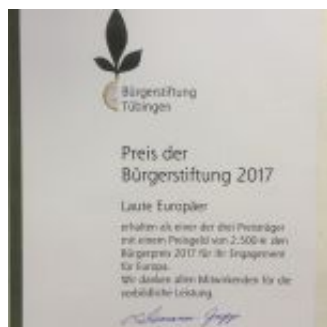 Bürgerstiftung
Tübingen
Preis der
Bürgerstiftung 2017
Laute Europäer
erhalten als einer der drei Preisträger
mit einem Preisgeld von 2.500 € den
Bürgerpreis 2017 für ihr Engagement
für Europa.
Wir danken allen Mitwirkenden für die
vorbildliche Leistung.